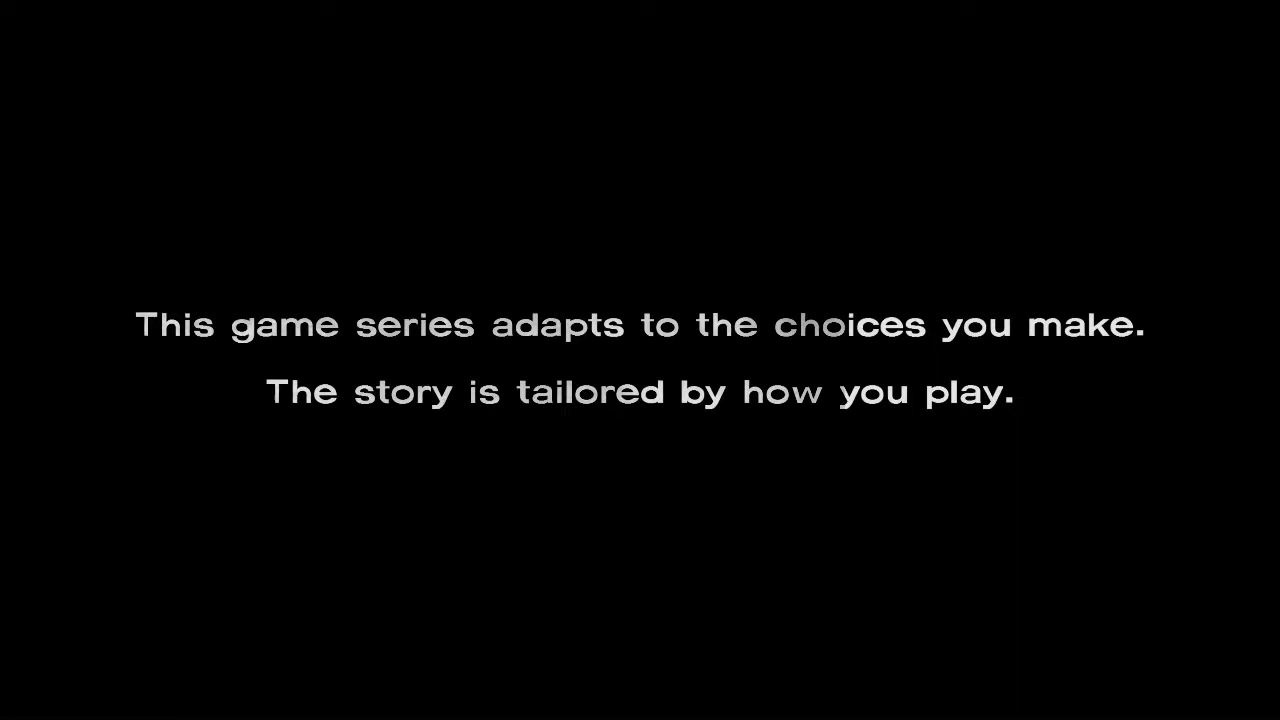 This game series adapts to the choices you make.
The story is tailored by how you play.